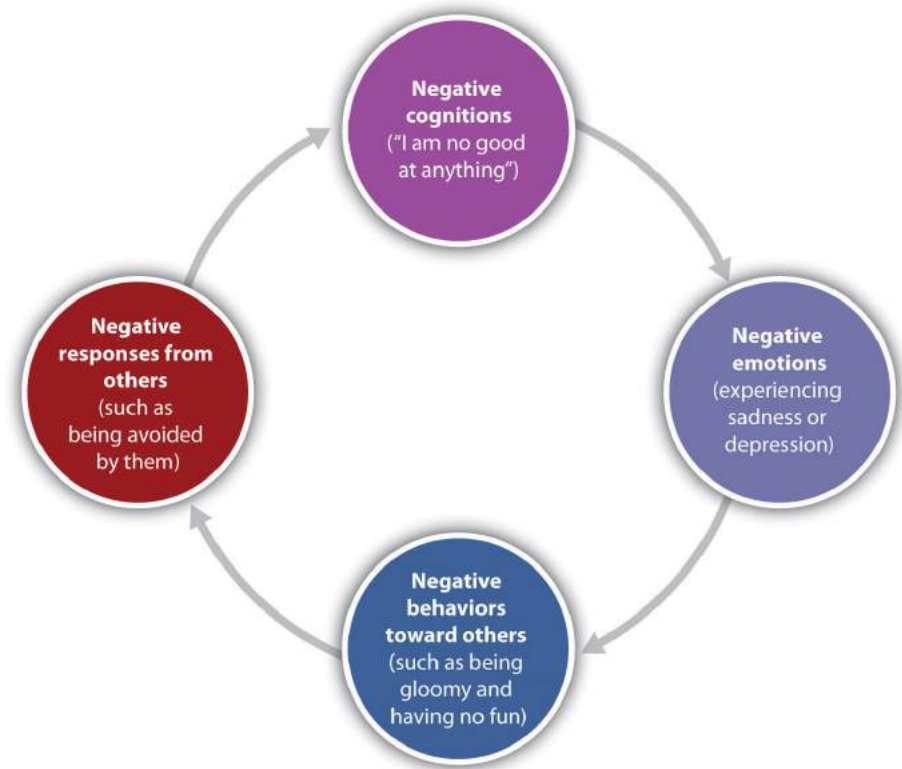 Negative
cognitions
(“I am no good
at anything”)
Negative
emotions
(experiencing
sadness or
depression)
Negative
behaviors
toward others
(such as being
gloomy and
having no fun)
Negative
responses from
others
(such as
being avoided
by them)